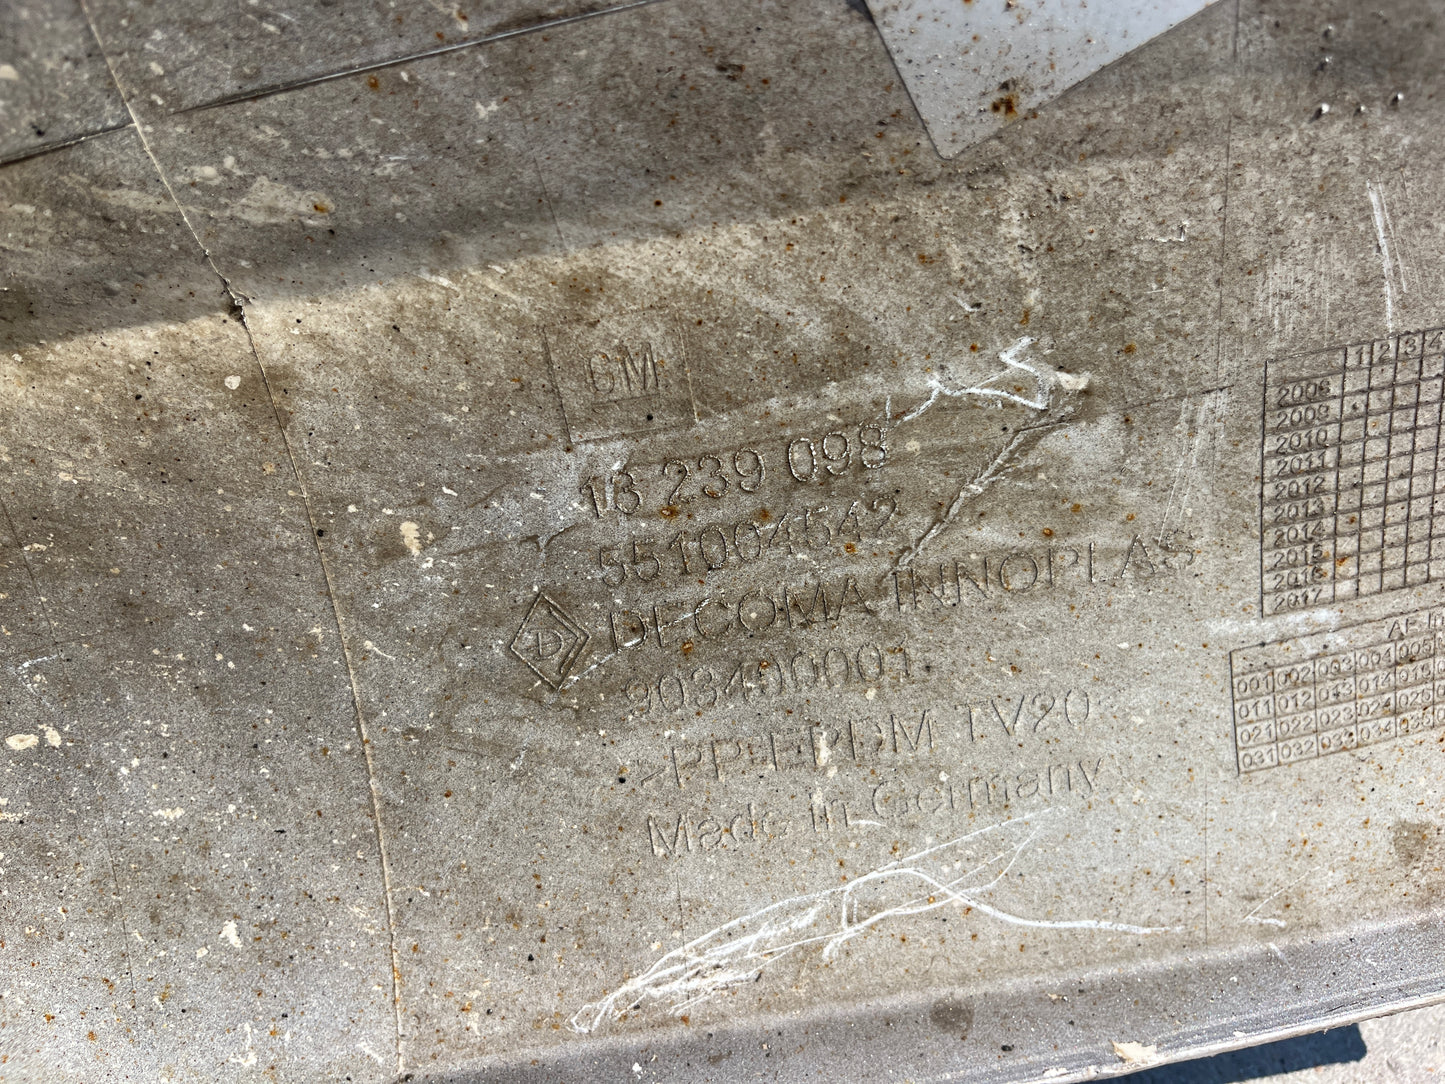 GM
13 239 098
551004542
D DECOMA INNOPLAS
903400001
>PP+EPDM TV20
Made in Germany
1 2 3 4
2008
2009
2010
2011
2012
2013
2014
2015
2016
2017
001 002 003 004 005
011 012 013 014 015
021 022 023 024 025
031 032 033 034 035